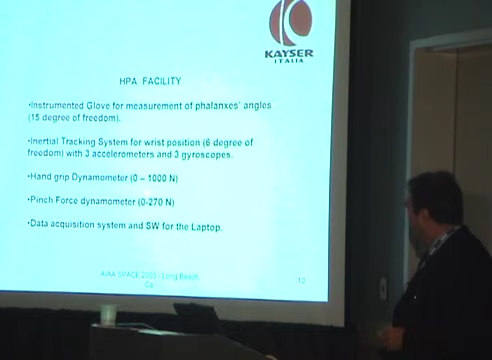 KAYSER
ITALIA
HPA FACILITY
•Instrumented Glove for measurement of phalanxes' angles
(15 degree of freedom).
•Inertial Tracking System for wrist position (6 degree of
freedom) with 3 accelerometers and 3 gyroscopes.
•Hand grip Dynamometer (0 – 1000 N)
•Pinch Force dynamometer (0-270 N)
•Data acquisition system and SW for the Laptop.
AIAA SPACE 2003 - Long Beach
Ca.
10